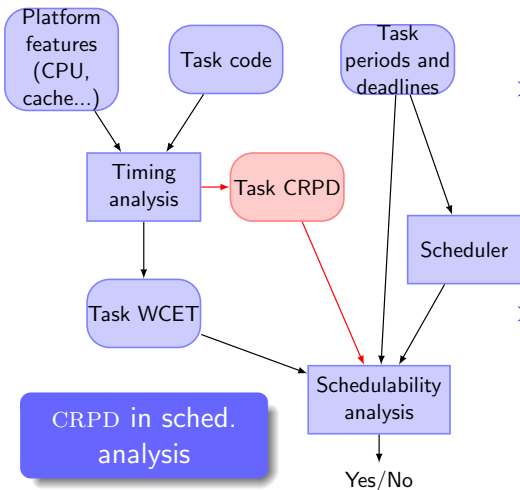 Platform
features
(CPU,
cache...)
Task code
Task
periods and
deadlines
Timing
analysis
Task CRPD
Scheduler
Task WCET
Schedulability
analysis
CRPD in sched.
analysis
Yes/No